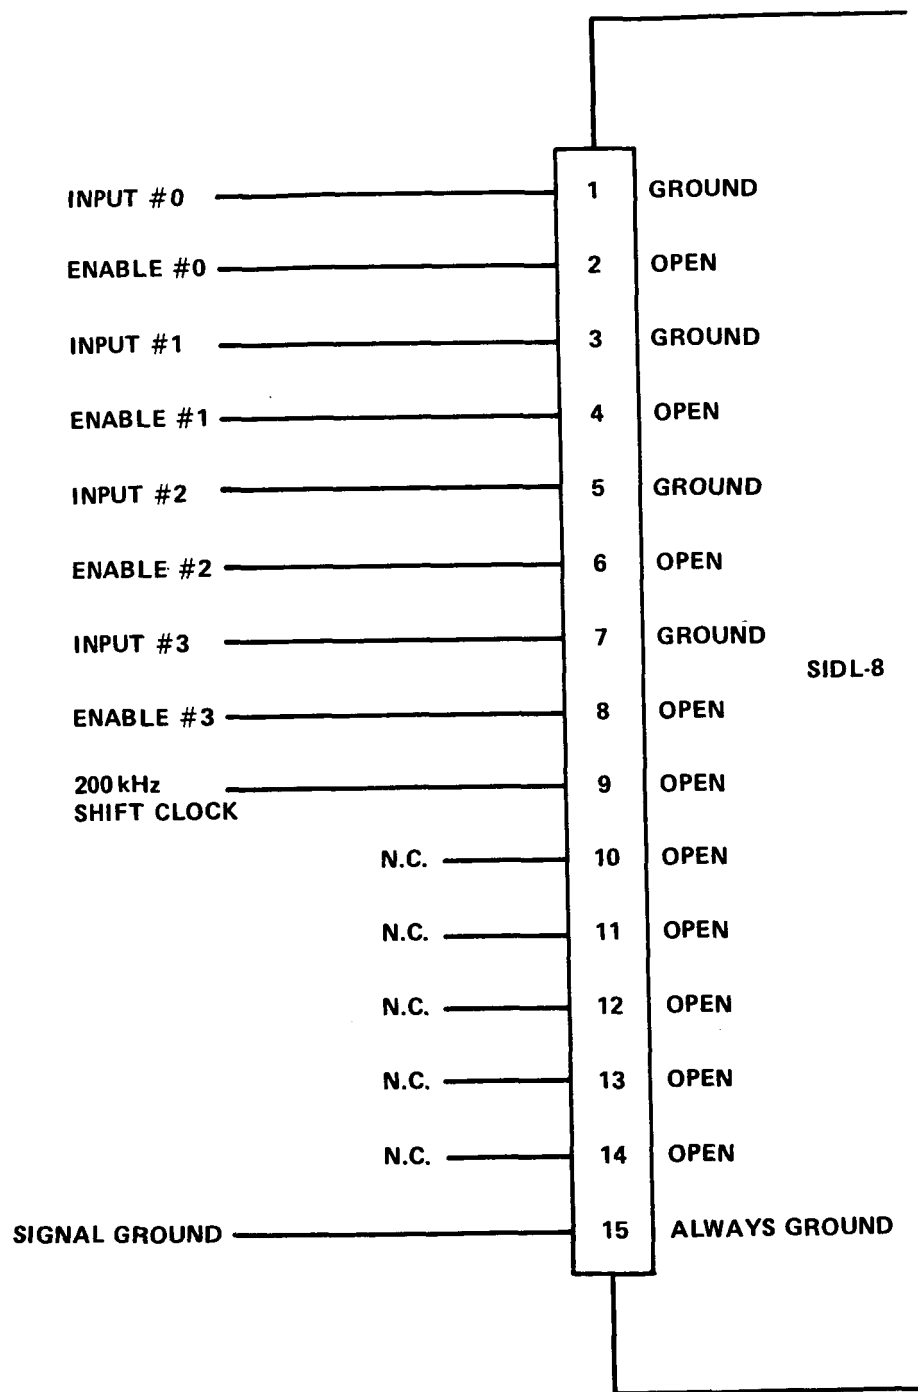 INPUT #0 1 GROUND
ENABLE #0 2 OPEN
INPUT #1 3 GROUND
ENABLE #1 4 OPEN
INPUT #2 5 GROUND
ENABLE #2 6 OPEN
INPUT #3 7 GROUND
SIDL-8
ENABLE #3 8 OPEN
200 kHz 9 OPEN
SHIFT CLOCK
N.C. 10 OPEN
N.C. 11 OPEN
N.C. 12 OPEN
N.C. 13 OPEN
N.C. 14 OPEN
SIGNAL GROUND 15 ALWAYS GROUND